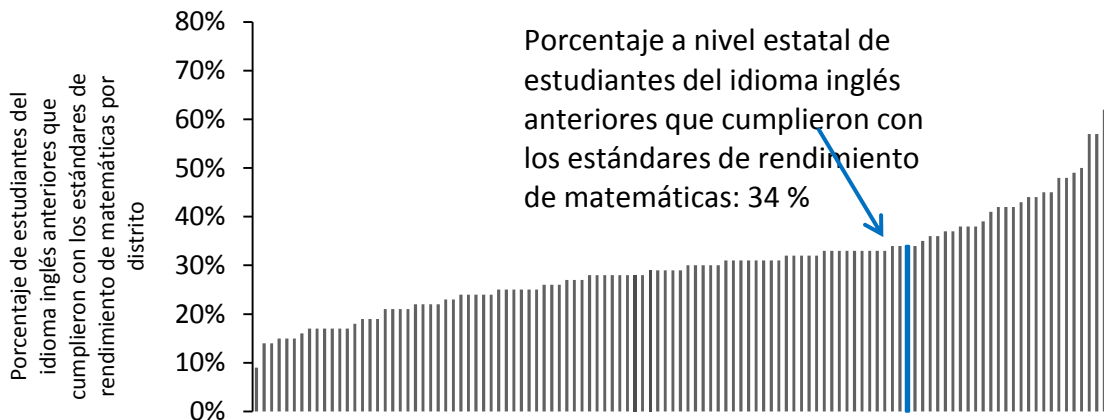 Porcentaje de estudiantes del
idioma inglés anteriores que
cumplieron con los estándares de
rendimiento de matemáticas por
distrito
80%
70%
60%
50%
40%
30%
20%
10%
0%
Porcentaje a nivel estatal de
estudiantes del idioma inglés
anteriores que cumplieron con
los estándares de rendimiento
de matemáticas: 34 %